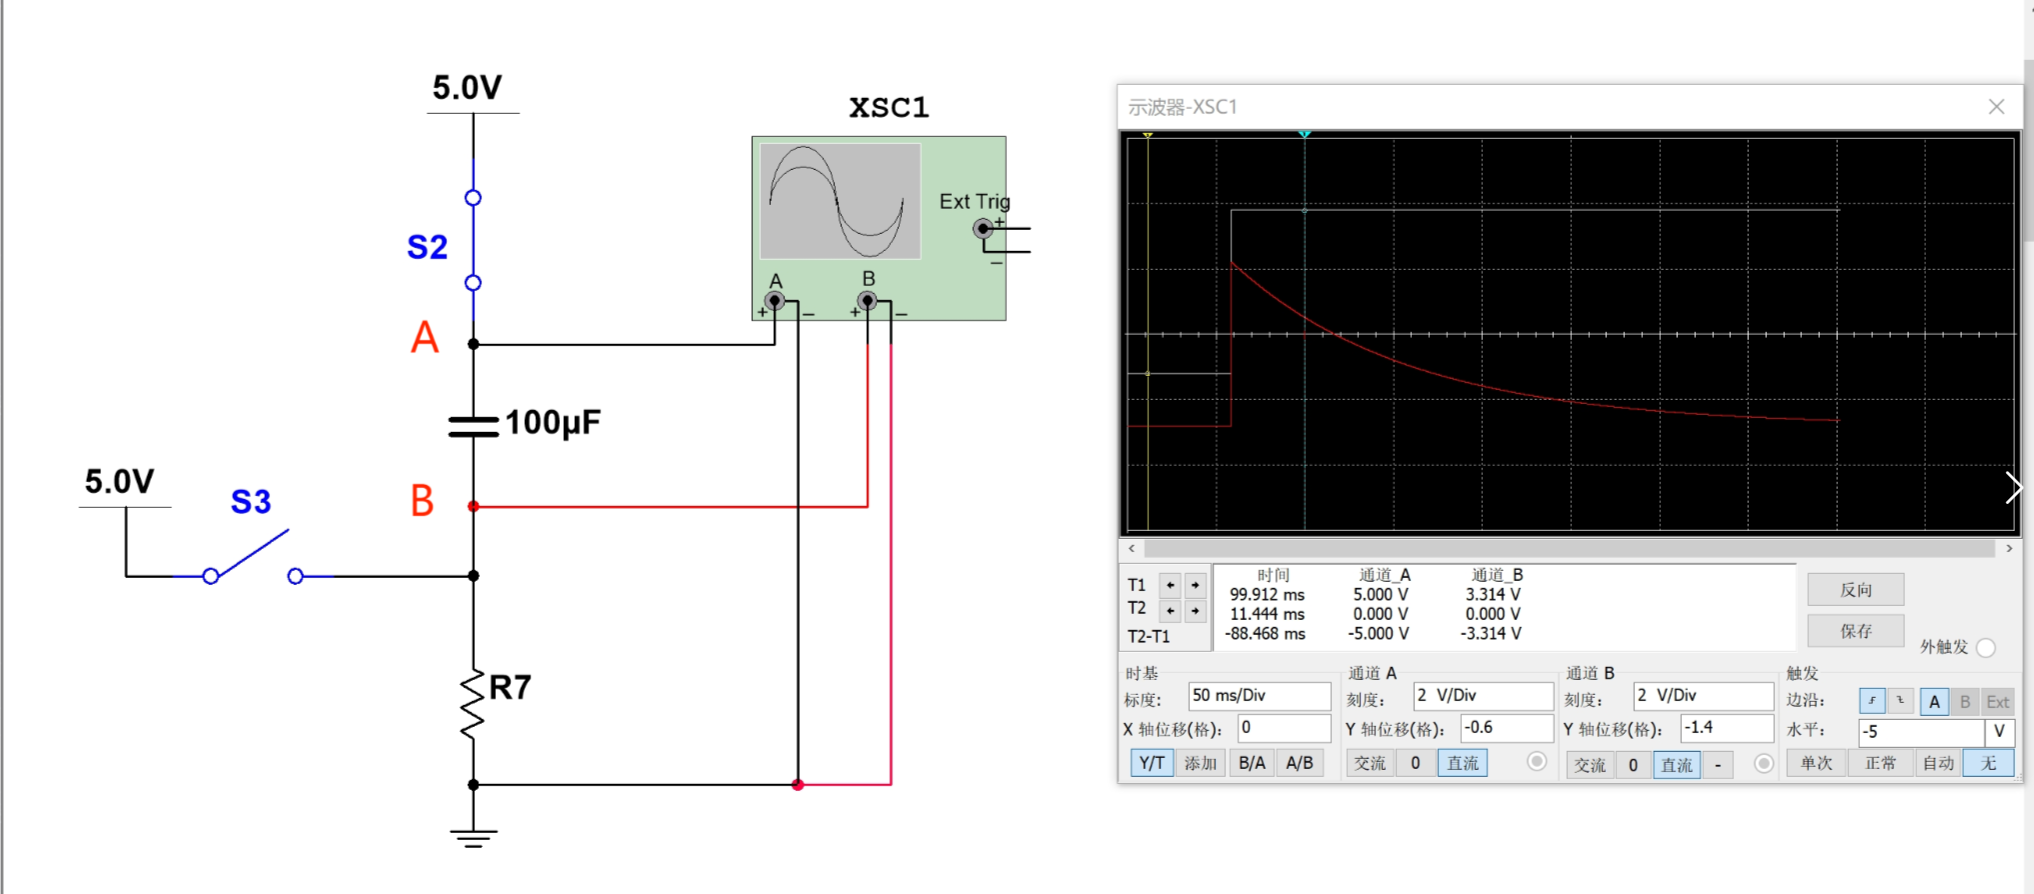 5.0V
XSC1
S2
Ext Trig
+
−
A
B
+
−
+
−
A
100µF
5.0V
S3
B
R7
示波器-XSC1
T1
T2
T2-T1
时间 通道_A 通道_B
99.912 ms 5.000 V 3.314 V
11.444 ms 0.000 V 0.000 V
-88.468 ms -5.000 V -3.314 V
反向
保存
外触发
时基
标度: 50 ms/Div
X 轴位移(格): 0
Y/T 添加 B/A A/B
通道 A
刻度: 2 V/Div
Y 轴位移(格): -0.6
交流 0 直流
通道 B
刻度: 2 V/Div
Y 轴位移(格): -1.4
交流 0 直流 -
触发
边沿: A B Ext
水平: -5 V
单次 正常 自动 无